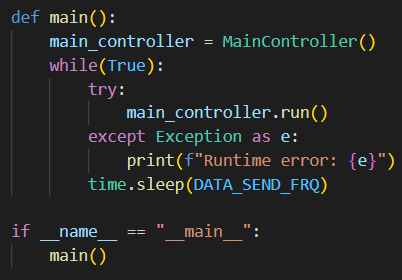 def main():
    main_controller = MainController()
    while(True):
        try:
            main_controller.run()
        except Exception as e:
            print(f"Runtime error: {e}")
        time.sleep(DATA_SEND_FRQ)

if __name__ == "__main__":
    main()